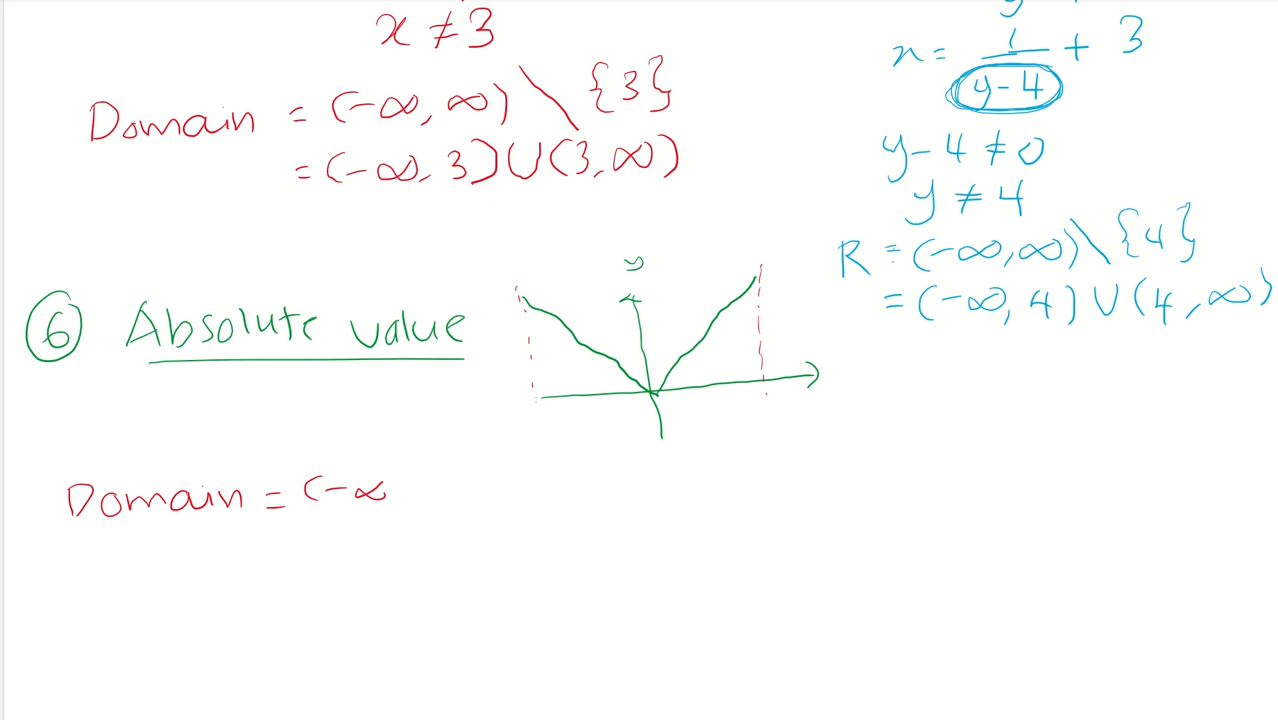 x ≠ 3
Domain = (-∞, ∞) \ {3}
= (-∞, 3) ∪ (3, ∞)
x = 1/(y-4) + 3
y - 4 ≠ 0
y ≠ 4
R = (-∞, ∞) \ {4}
= (-∞, 4) ∪ (4, ∞)
6 Absolute value
y
Domain = (-∞